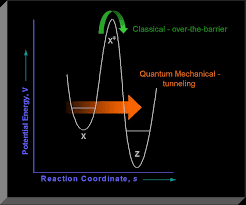 X*
Classical - over-the-barrier
Quantum Mechanical -
tunneling
Potential Energy, V
X
Z
Reaction Coordinate, s